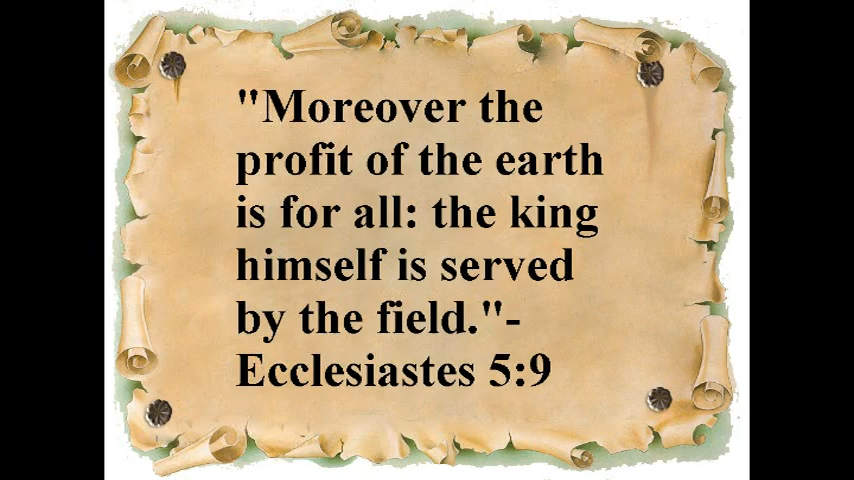 "Moreover the
profit of the earth
is for all: the king
himself is served
by the field."-
Ecclesiastes 5:9